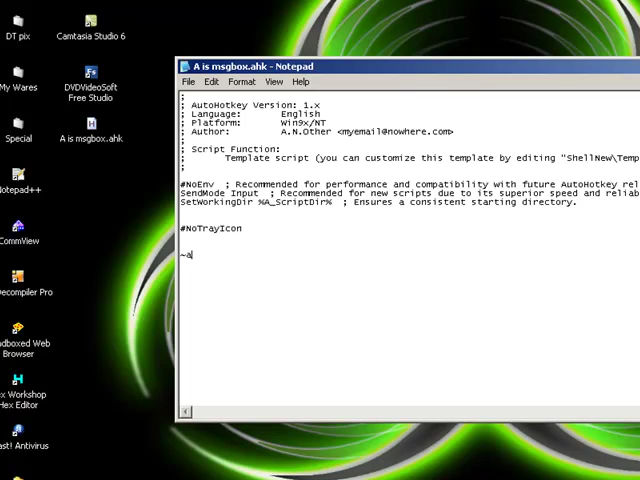 DT pix
Camtasia Studio 6
My Wares
DVDVideoSoft
Free Studio
Special
A is msgbox.ahk
Notepad++
CommView
Decompiler Pro
Web
Browser
Workshop
Hex Editor
Antivirus
A is msgbox.ahk - Notepad
File Edit Format View Help
;
; AutoHotkey Version: 1.x
; Language: English
; Platform: Win9x/NT
; Author: A.N.Other <myemail@nowhere.com>
;
; Script Function:
; Template script (you can customize this template by editing "ShellNew\Temp
;
#NoEnv ; Recommended for performance and compatibility with future AutoHotkey rel
SendMode Input ; Recommended for new scripts due to its superior speed and reliab
SetWorkingDir %A_ScriptDir% ; Ensures a consistent starting directory.
#NoTrayIcon
~a